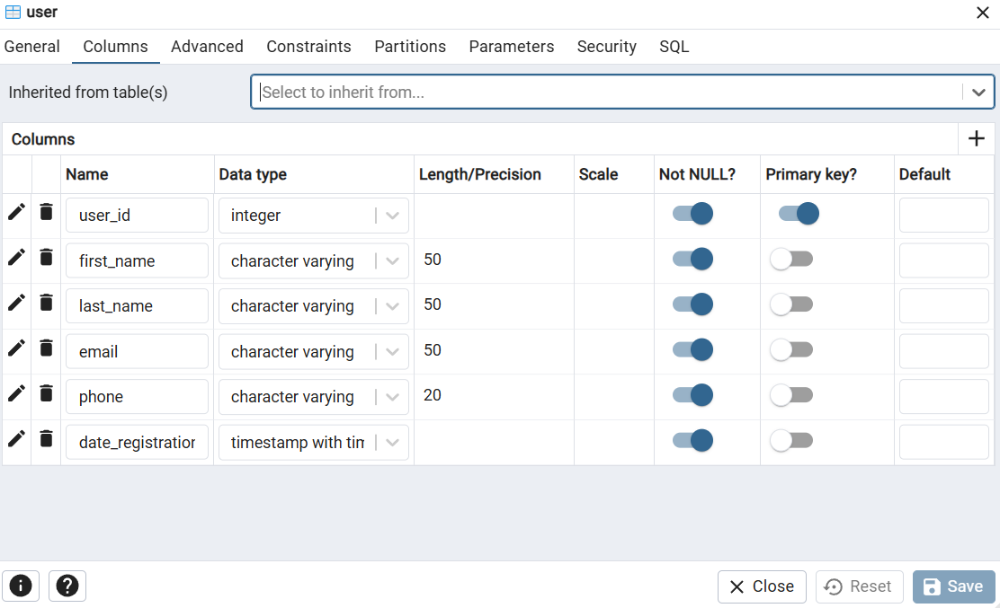 user
General Columns Advanced Constraints Partitions Parameters Security SQL
Inherited from table(s) Select to inherit from...
Columns
Name Data type Length/Precision Scale Not NULL? Primary key? Default
user_id integer
first_name character varying 50
last_name character varying 50
email character varying 50
phone character varying 20
date_registration timestamp with tim
Close Reset Save